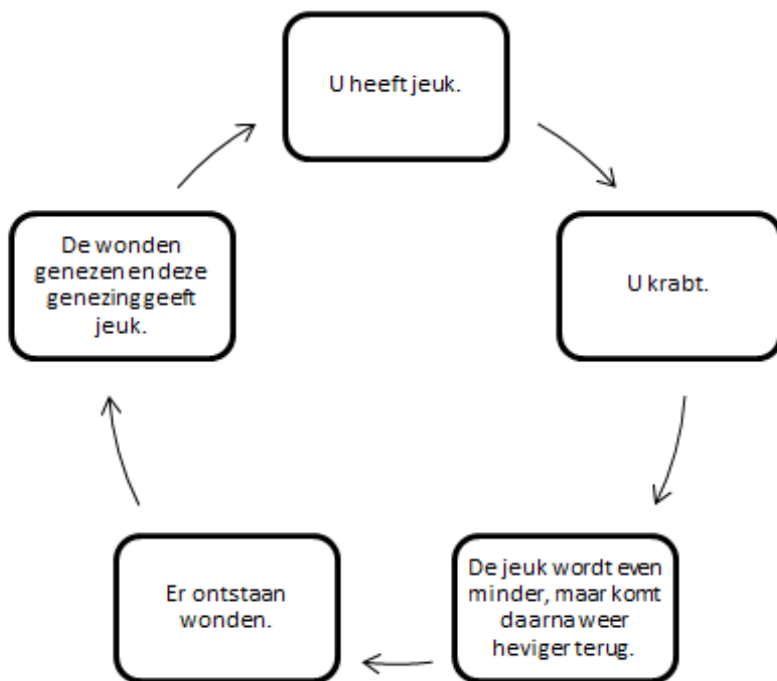 U heeft jeuk.
U krabt.
De jeuk wordt even
minder, maar komt
daarna weer
heviger terug.
Er ontstaan
wonden.
De wonden
genezen en deze
genezing geeft
jeuk.